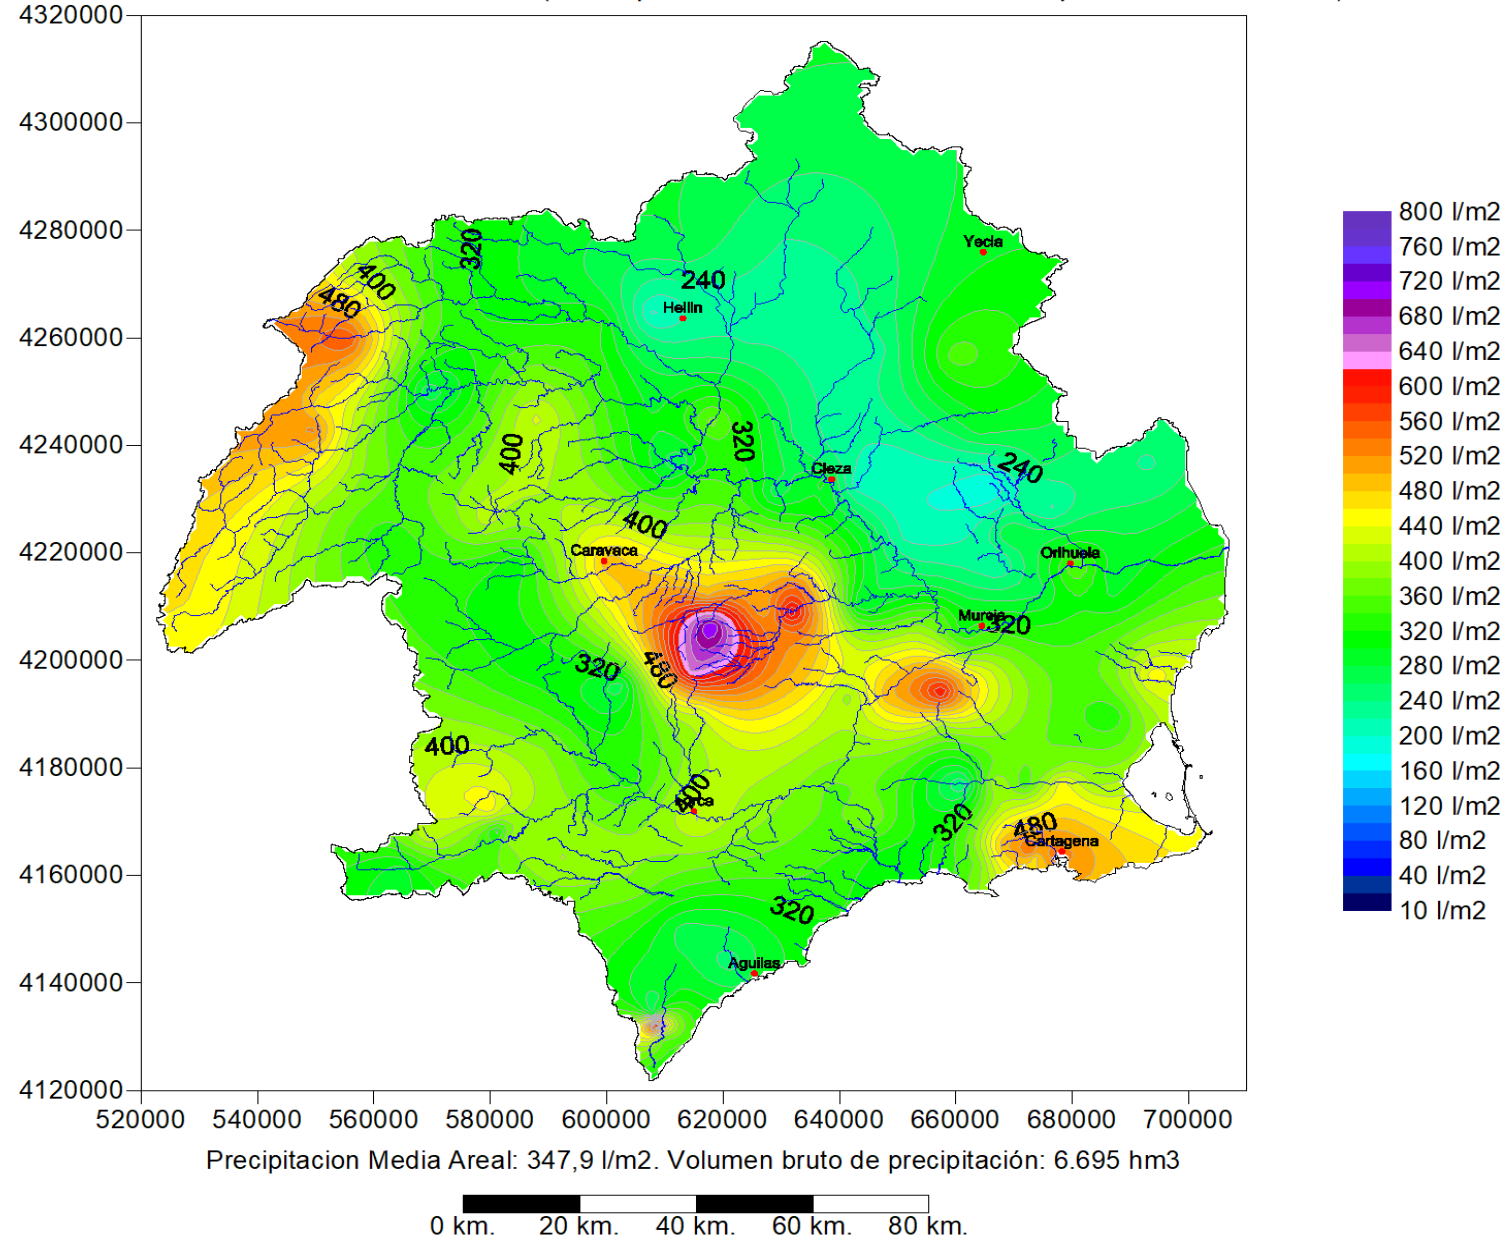 4320000
4300000
4280000
4260000
4240000
4220000
4200000
4180000
4160000
4140000
4120000
520000 540000 560000 580000 600000 620000 640000 660000 680000 700000
320
400
480
240
Yecla
Hellin
400
320
Cieza
240
400
Caravaca
Orihuela
Murcia
320
320
480
400
400
Lorca
320
480
Cartagena
320
Aguilas
800 l/m2
760 l/m2
720 l/m2
680 l/m2
640 l/m2
600 l/m2
560 l/m2
520 l/m2
480 l/m2
440 l/m2
400 l/m2
360 l/m2
320 l/m2
280 l/m2
240 l/m2
200 l/m2
160 l/m2
120 l/m2
80 l/m2
40 l/m2
10 l/m2
Precipitacion Media Areal: 347,9 l/m2. Volumen bruto de precipitación: 6.695 hm3
0 km. 20 km. 40 km. 60 km. 80 km.